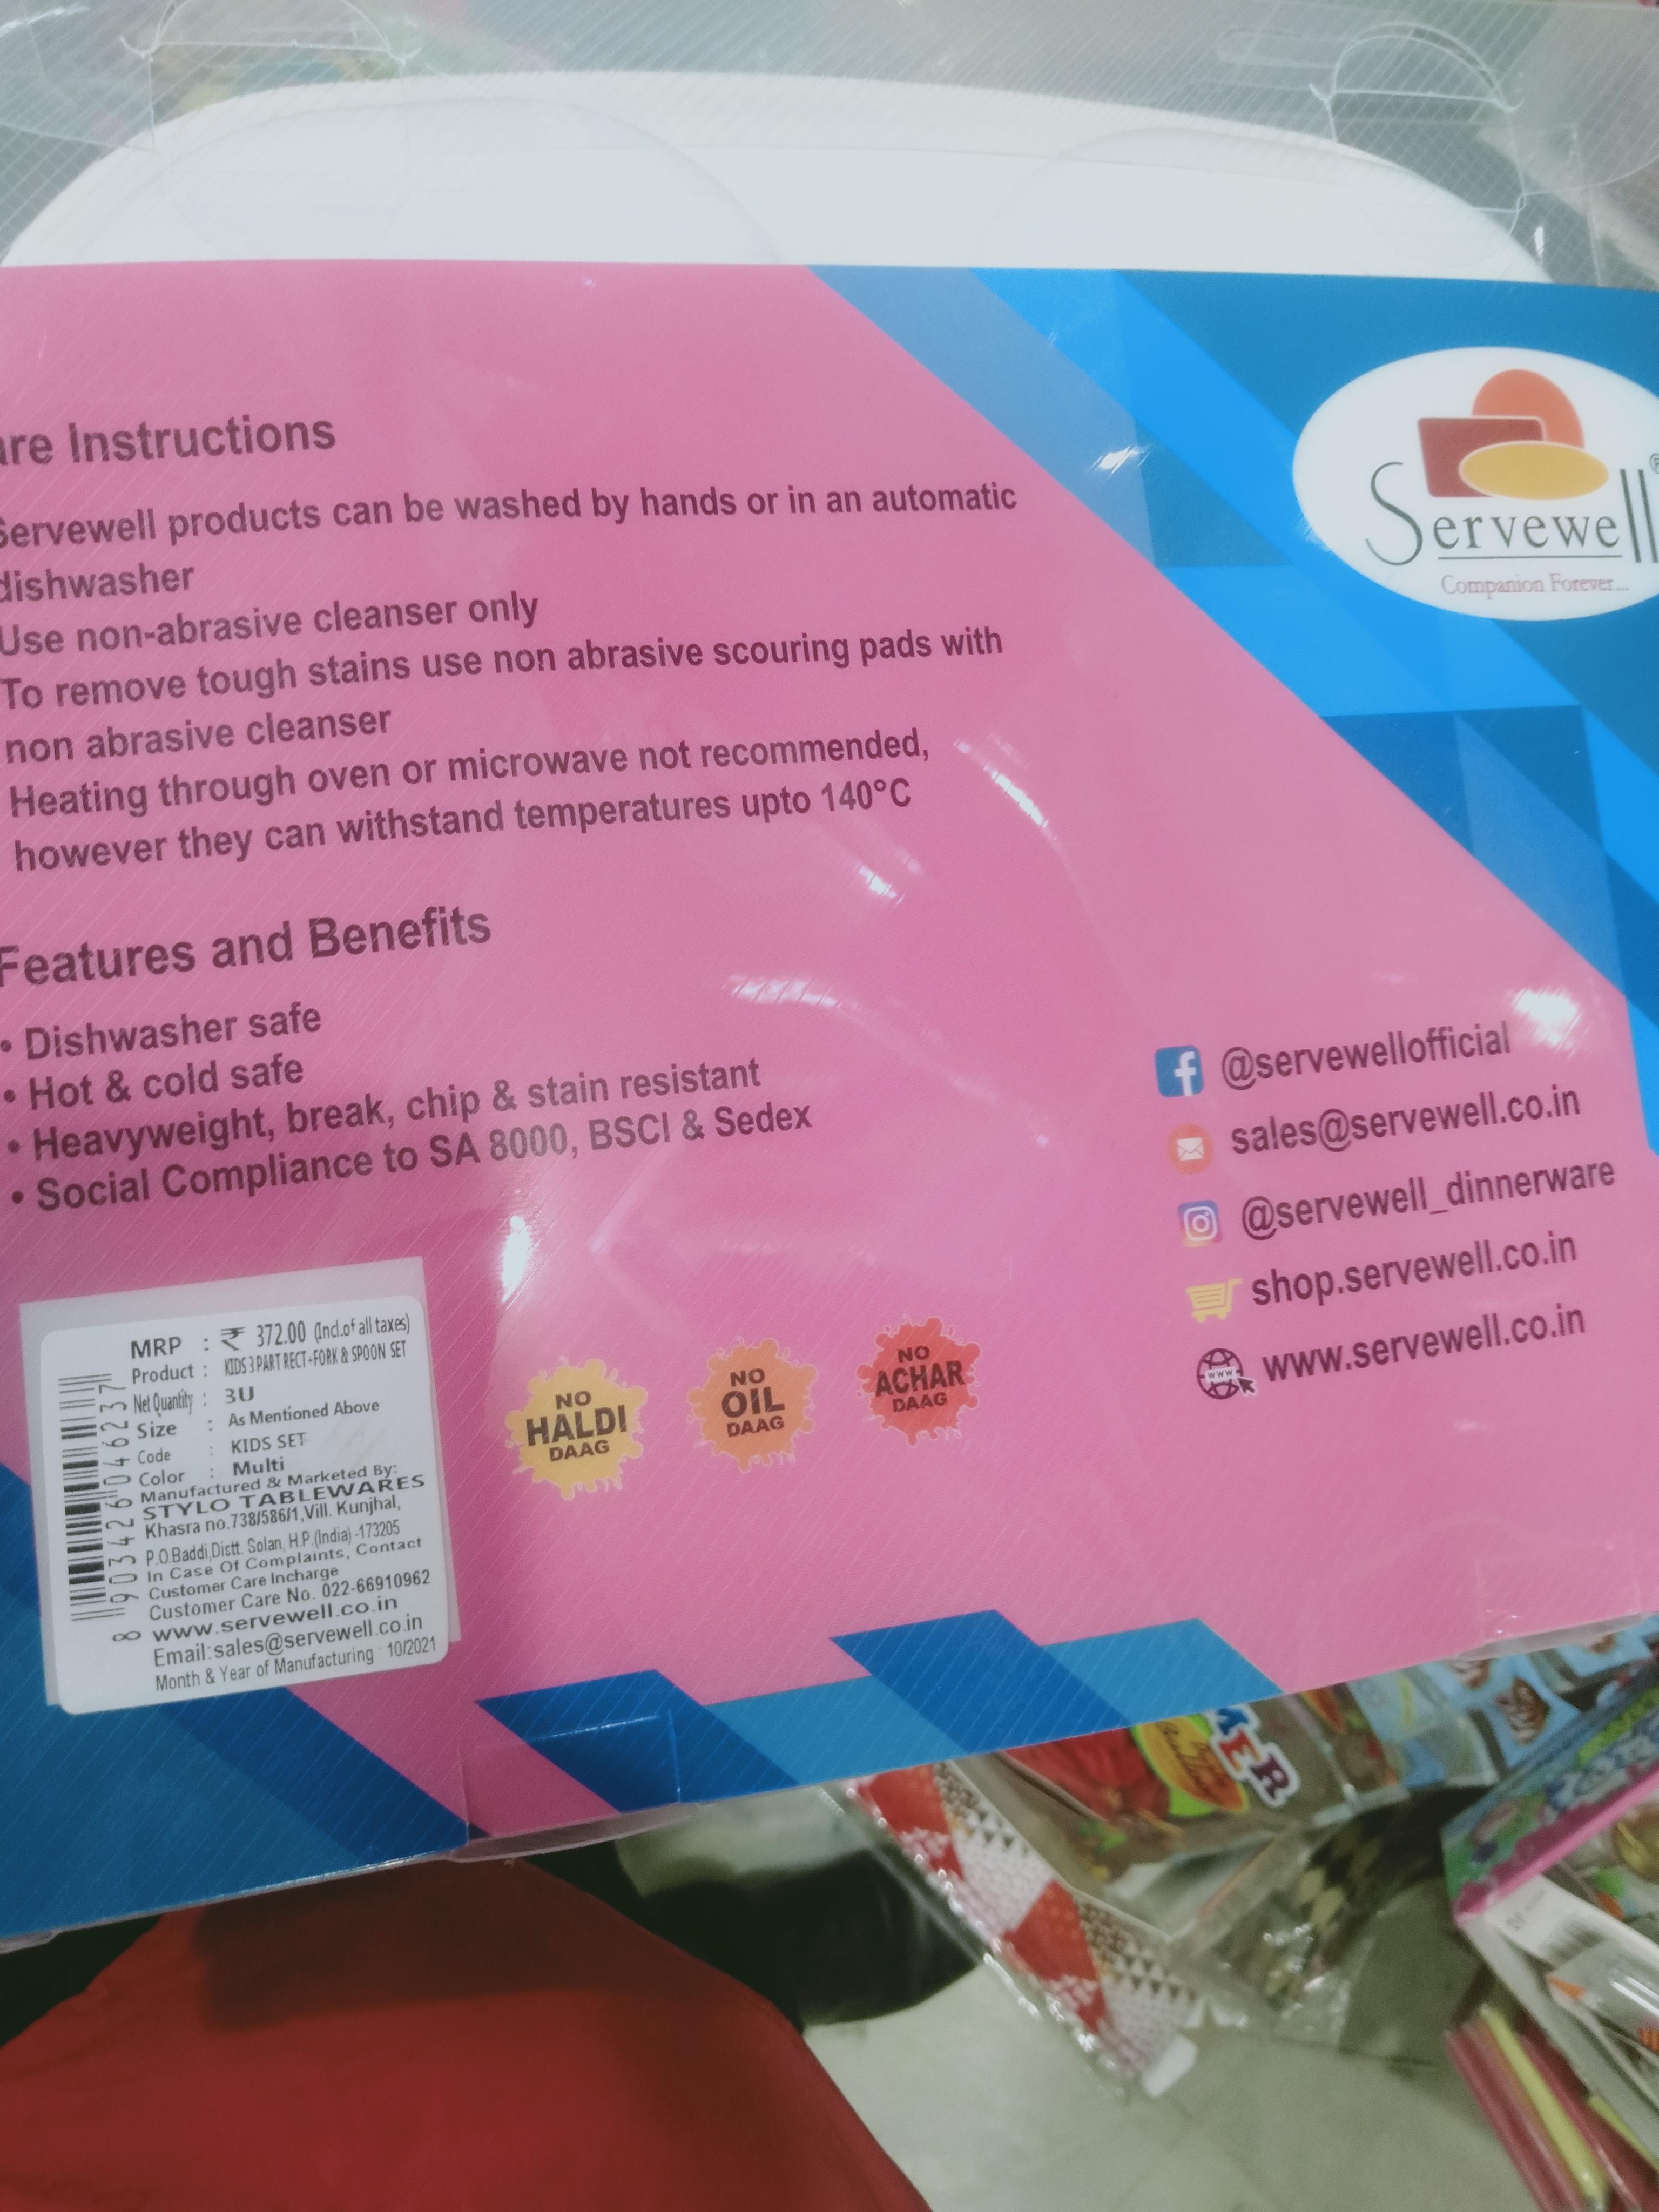 are Instructions
Servewell products can be washed by hands or in an automatic
dishwasher
Use non-abrasive cleanser only
To remove tough stains use non abrasive scouring pads with
non abrasive cleanser
Heating through oven or microwave not recommended,
however they can withstand temperatures upto 140°C
Features and Benefits
• Dishwasher safe
• Hot & cold safe
• Heavyweight, break, chip & stain resistant
• Social Compliance to SA 8000, BSCI & Sedex
Servewell®
Companion Forever...
@servewellofficial
sales@servewell.co.in
@servewell_dinnerware
shop.servewell.co.in
www
www.servewell.co.in
NO
HALDI
DAAG
NO
OIL
DAAG
NO
ACHAR
DAAG
MRP : ₹ 372.00 (Incl.of all taxes)
Product : KIDS 3 PART RECT+FORK & SPOON SET
Net Quantity : 3U
Size : As Mentioned Above
Code : KIDS SET
Color : Multi
Manufactured & Marketed By:
STYLO TABLEWARES
Khasra no.738/586/1,Vill. Kunjhal,
P.O.Baddi,Distt. Solan, H.P.(India)-173205
In Case Of Complaints, Contact
Customer Care Incharge
Customer Care No. 022-66910962
www.servewell.co.in
Email:sales@servewell.co.in
Month & Year of Manufacturing : 10/2021
8 903426 046237